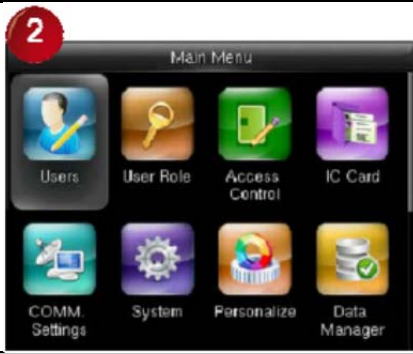 2
Main Menu
Users
User Role
Access
Control
IC Card
COMM.
Settings
System
Personalize
Data
Manager